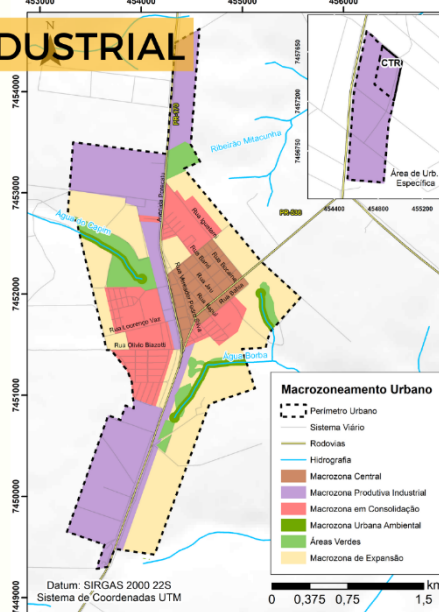 453000
454000
455000
456000
DUSTRIAL
N
7454000
7453000
7452000
7451000
7450000
7449000
7457650
7457200
7456750
CTR
Área de Urb.
Específica
454400
454800
455200
Ribeirão Mitacunha
Rua Igaçaba
PR-538
Água do Capim
Rua Lourenço Vaz
Rua Olívio Biazotti
Água Borba
Macrozoneamento Urbano
Perímetro Urbano
Sistema Viário
Rodovias
Hidrografia
Macrozona Central
Macrozona Produtiva Industrial
Macrozona em Consolidação
Macrozona Urbana Ambiental
Áreas Verdes
Macrozona de Expansão
Datum: SIRGAS 2000 22S
Sistema de Coordenadas UTM
km
0 0,375 0,75 1,5